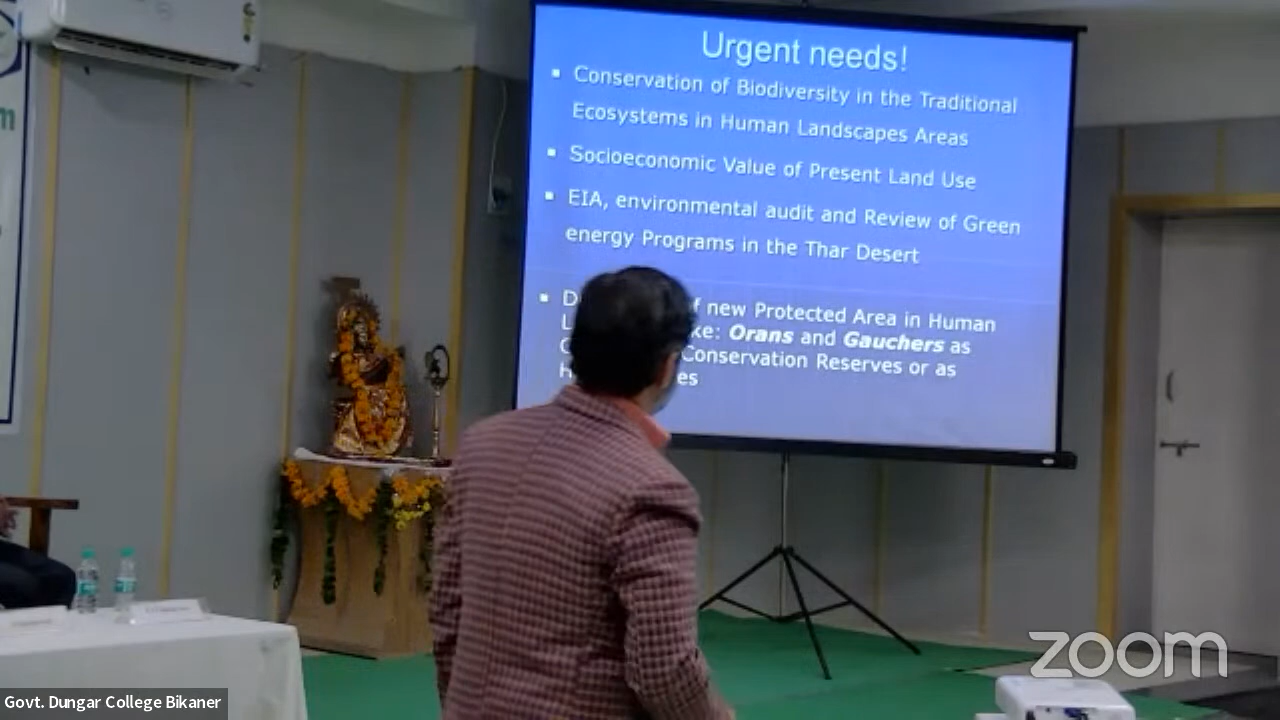 Urgent needs!
Conservation of Biodiversity in the Traditional
Ecosystems in Human Landscapes Areas
Socioeconomic Value of Present Land Use
EIA, environmental audit and Review of Green
energy Programs in the Thar Desert
new Protected Area in Human
Orans and Gauchers as
Conservation Reserves or as
m
zoom
Govt. Dungar College Bikaner